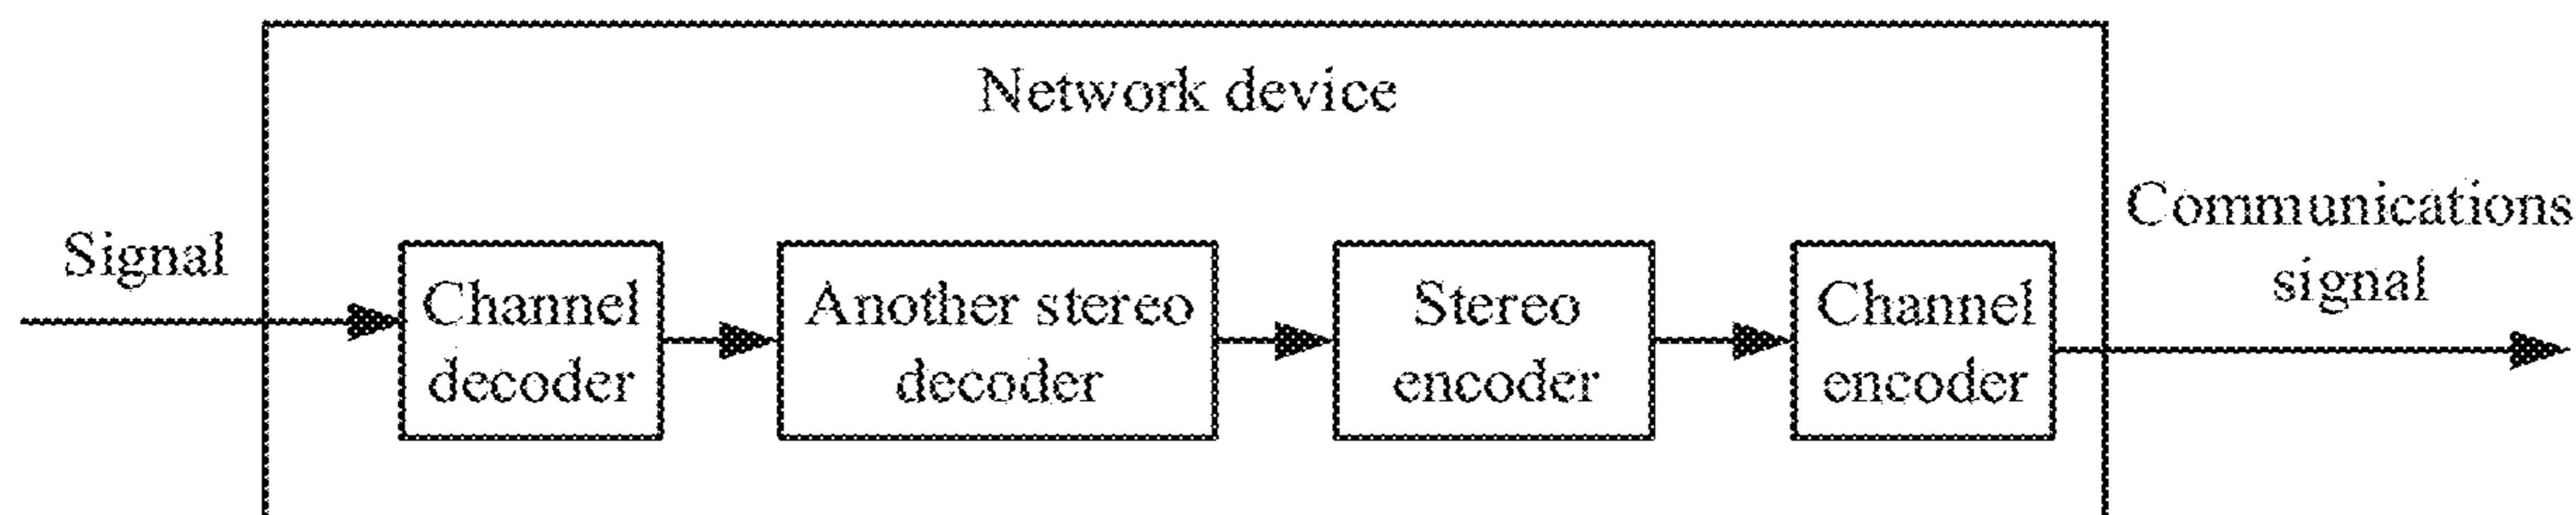 Network device
Signal
Channel
decoder
Another stereo
decoder
Stereo
encoder
Channel
encoder
Communications
signal